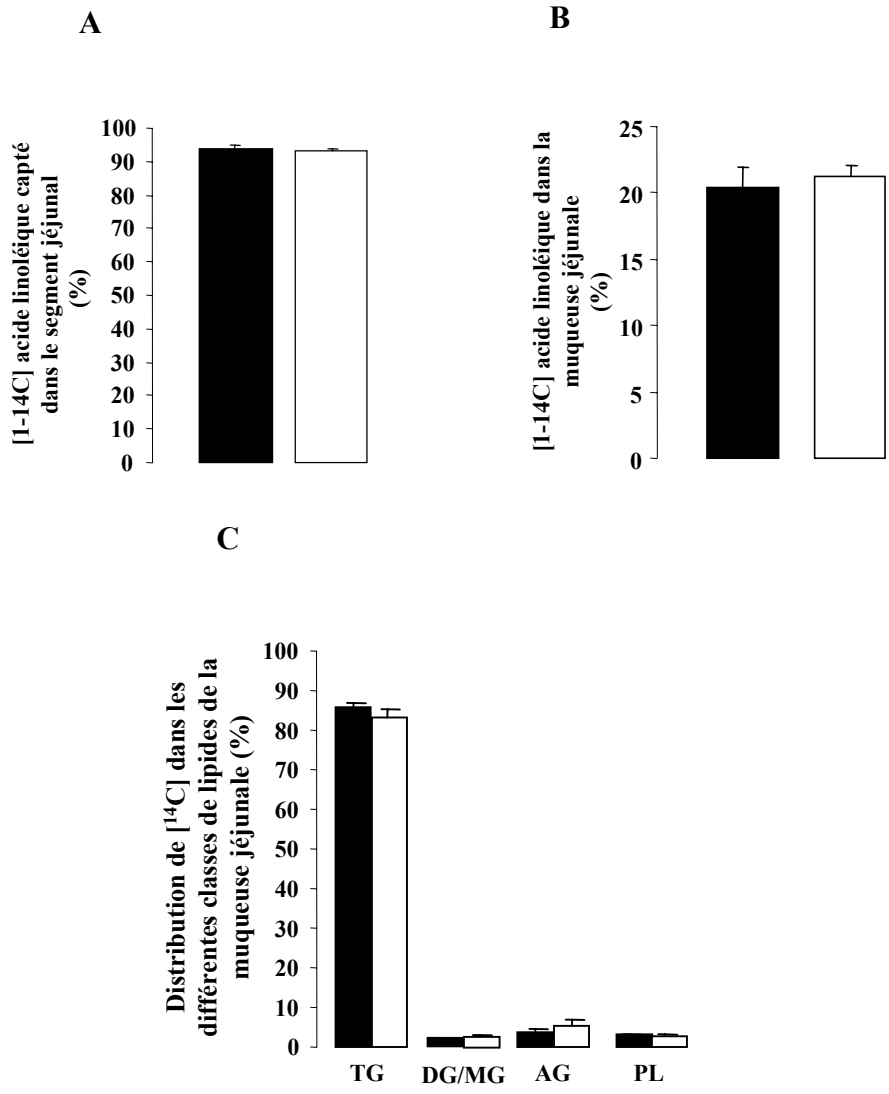 A
[1-14C] acide linoléique capté
dans le segment jéjunal
(%)
100
90
80
70
60
50
40
30
20
10
0
B
[1-14C] acide linoléique dans la
muqueuse jéjunale
(%)
25
20
15
10
5
0
C
Distribution de [¹⁴C] dans les
différentes classes de lipides de la
muqueuse jéjunale (%)
100
90
80
70
60
50
40
30
20
10
0
TG DG/MG AG PL